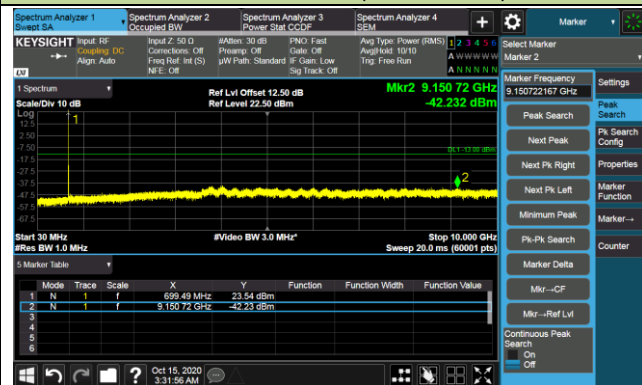 Spectrum Analyzer 1
Swept SA
Spectrum Analyzer 2
Occupied BW
Spectrum Analyzer 3
Power Stat CCDF
Spectrum Analyzer 4
SEM
+
Marker
KEYSIGHT
Input: RF
Coupling: DC
Align: Auto
Input Z: 50 Ω
Corrections: Off
Freq Ref: Int (S)
NFE: Off
#Atten: 30 dB
Preamp: Off
µW Path: Standard
PNO: Fast
Gate: Off
IF Gain: Low
Sig Track: Off
Avg Type: Power (RMS)
Avg|Hold: 10/10
Trig: Free Run
1 2 3 4 5 6
A W W W W W
A N N N N N
LXI
Select Marker
Marker 2
1 Spectrum
Scale/Div 10 dB
Ref Lvl Offset 12.50 dB
Ref Level 22.50 dBm
Mkr2 9.150 72 GHz
-42.232 dBm
Log
12.5
2.50
-7.50
-17.5
-27.5
-37.5
-47.5
-57.5
-67.5
1
DL1 -13.00 dBm
2
Start 30 MHz
#Res BW 1.0 MHz
#Video BW 3.0 MHz*
Stop 10.000 GHz
Sweep 20.0 ms (60001 pts)
5 Marker Table
Mode Trace Scale X Y Function Function Width Function Value
1 N 1 f 699.49 MHz 23.54 dBm
2 N 1 f 9.150 72 GHz -42.23 dBm
3
4
5
6
Marker Frequency
9.150722167 GHz
Peak Search
Next Peak
Next Pk Right
Next Pk Left
Minimum Peak
Pk-Pk Search
Marker Delta
Mkr→CF
Mkr→Ref Lvl
Continuous Peak
Search
On
Off
Settings
Peak
Search
Pk Search
Config
Properties
Marker
Function
Marker→
Counter
?
Oct 15, 2020
3:31:56 AM